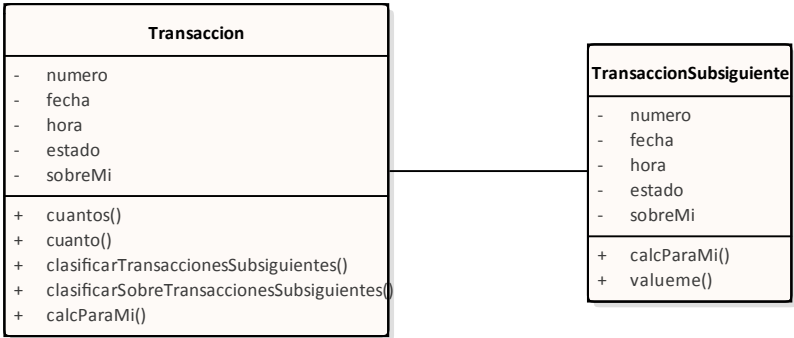 Transaccion
- numero
- fecha
- hora
- estado
- sobreMi
+ cuantos()
+ cuanto()
+ clasificarTransaccionesSubsiguientes()
+ clasificarSobreTransaccionesSubsiguientes()
+ calcParaMi()
TransaccionSubsiguiente
- numero
- fecha
- hora
- estado
- sobreMi
+ calcParaMi()
+ valueme()